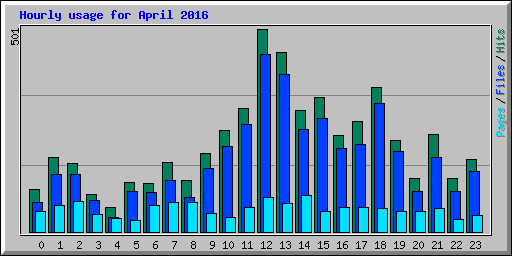 Hourly usage for April 2016
501
Pages/Files/Hits
0 1 2 3 4 5 6 7 8 9 10 11 12 13 14 15 16 17 18 19 20 21 22 23